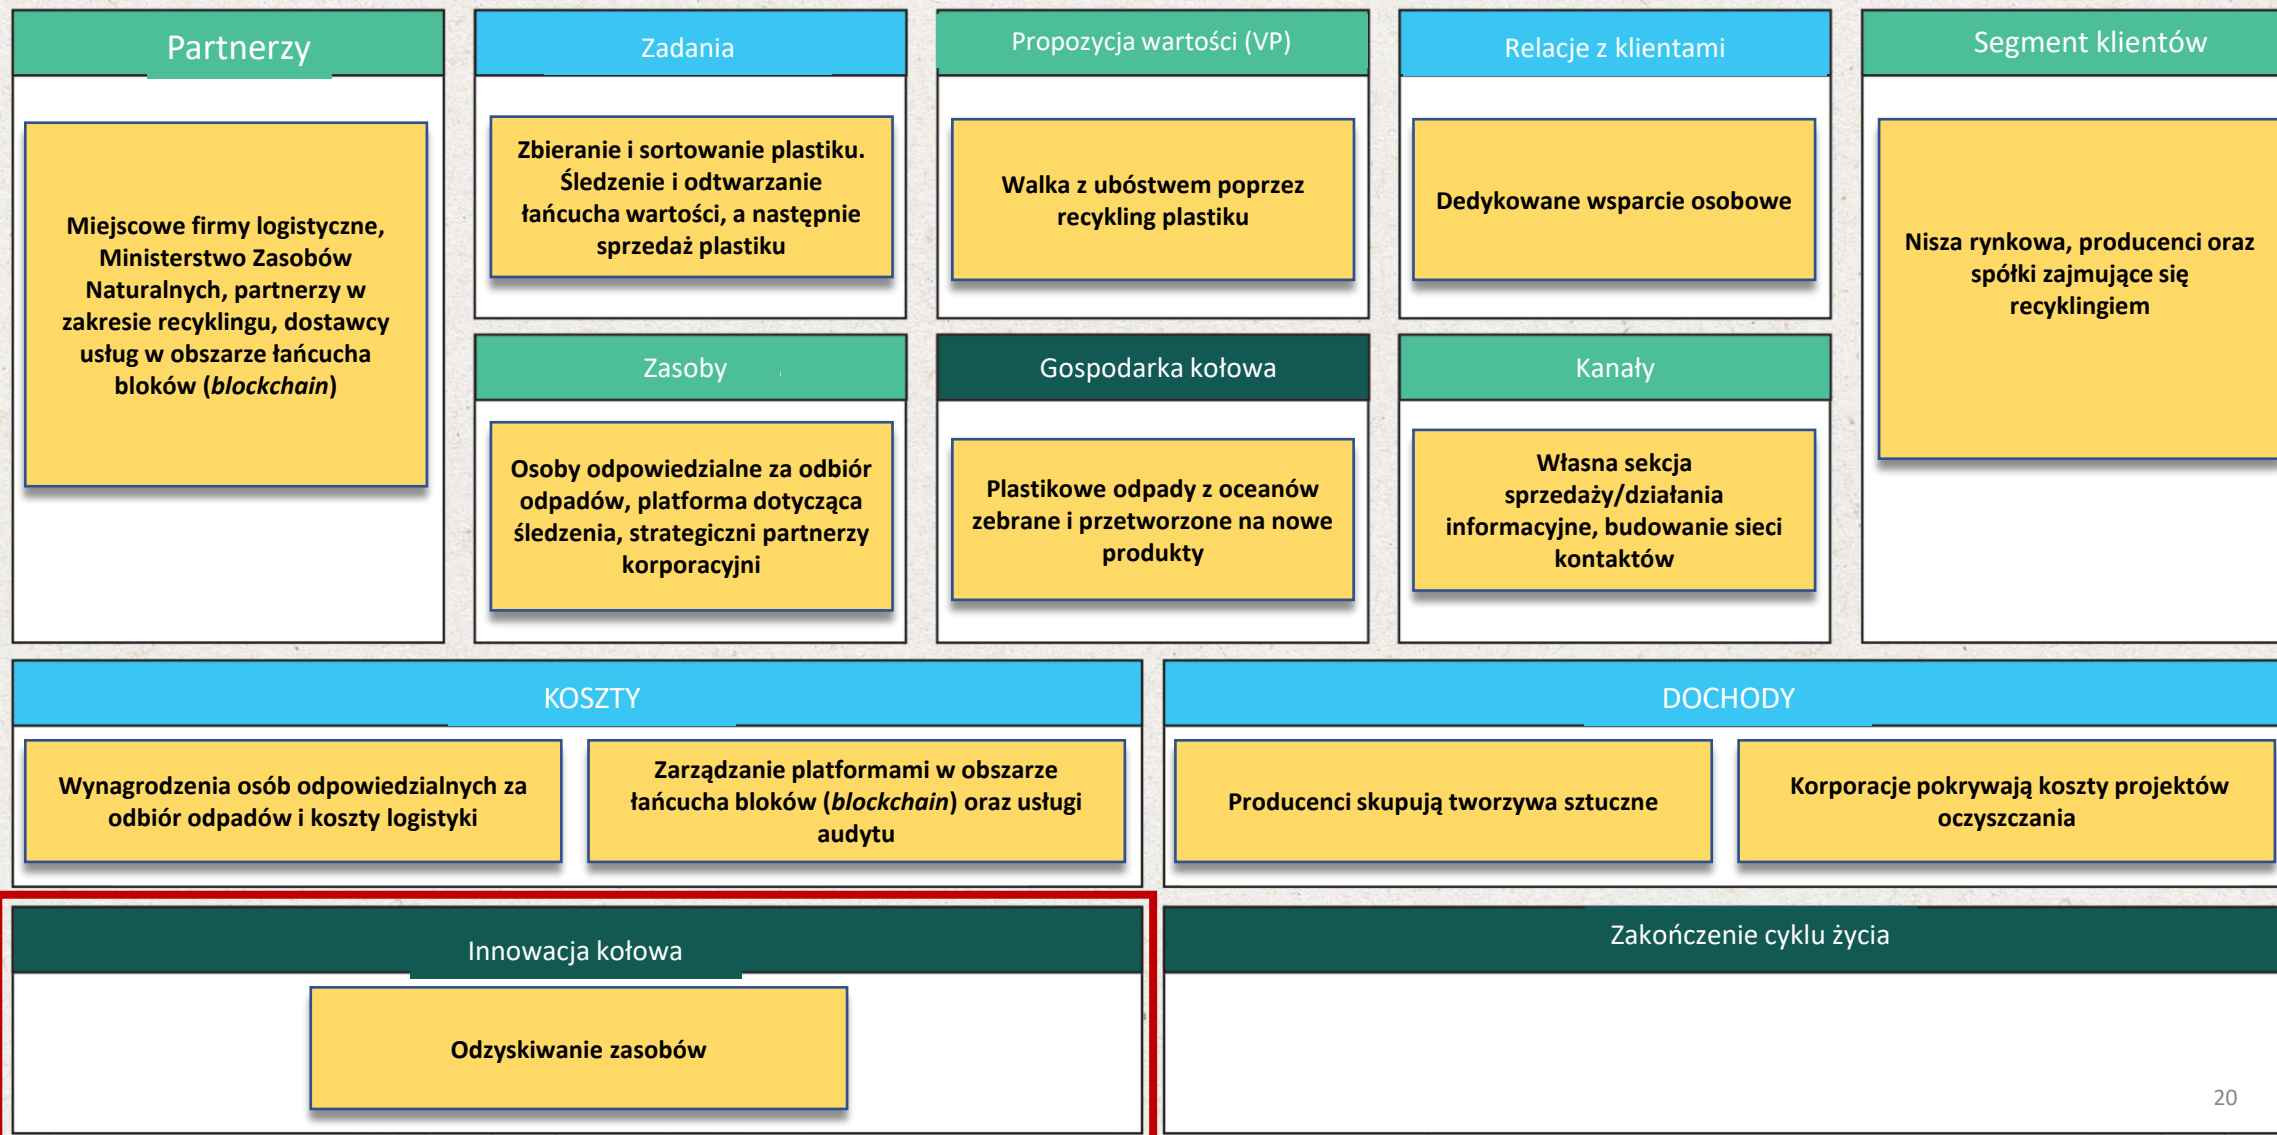 Partnerzy
Miejscowe firmy logistyczne,
Ministerstwo Zasobów
Naturalnych, partnerzy w
zakresie recyklingu, dostawcy
usług w obszarze łańcucha
bloków (blockchain)
Zadania
Zbieranie i sortowanie plastiku.
Śledzenie i odtwarzanie
łańcucha wartości, a następnie
sprzedaż plastiku
Zasoby
Osoby odpowiedzialne za odbiór
odpadów, platforma dotycząca
śledzenia, strategiczni partnerzy
korporacyjni
Propozycja wartości (VP)
Walka z ubóstwem poprzez
recykling plastiku
Gospodarka kołowa
Plastikowe odpady z oceanów
zebrane i przetworzone na nowe
produkty
Relacje z klientami
Dedykowane wsparcie osobowe
Kanały
Własna sekcja
sprzedaży/działania
informacyjne, budowanie sieci
kontaktów
Segment klientów
Nisza rynkowa, producenci oraz
spółki zajmujące się
recyklingiem
KOSZTY
Wynagrodzenia osób odpowiedzialnych za
odbiór odpadów i koszty logistyki
Zarządzanie platformami w obszarze
łańcucha bloków (blockchain) oraz usługi
audytu
DOCHODY
Producenci skupują tworzywa sztuczne
Korporacje pokrywają koszty projektów
oczyszczania
Innowacja kołowa
Odzyskiwanie zasobów
Zakończenie cyklu życia
20